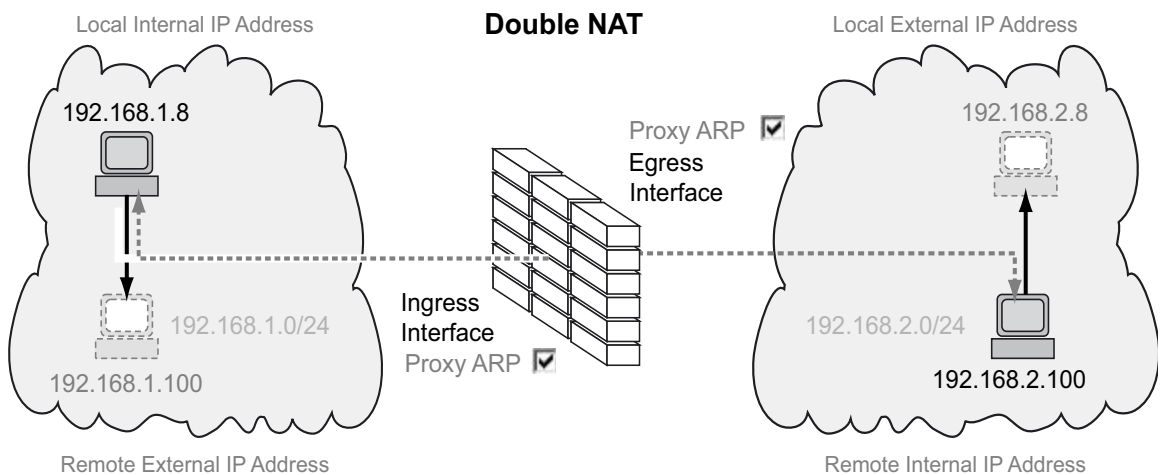 Local Internal IP Address
Double NAT
Local External IP Address
192.168.1.8
192.168.2.8
Proxy ARP
Egress
Interface
Ingress
Interface
Proxy ARP
192.168.1.0/24
192.168.2.0/24
192.168.1.100
192.168.2.100
Remote External IP Address
Remote Internal IP Address